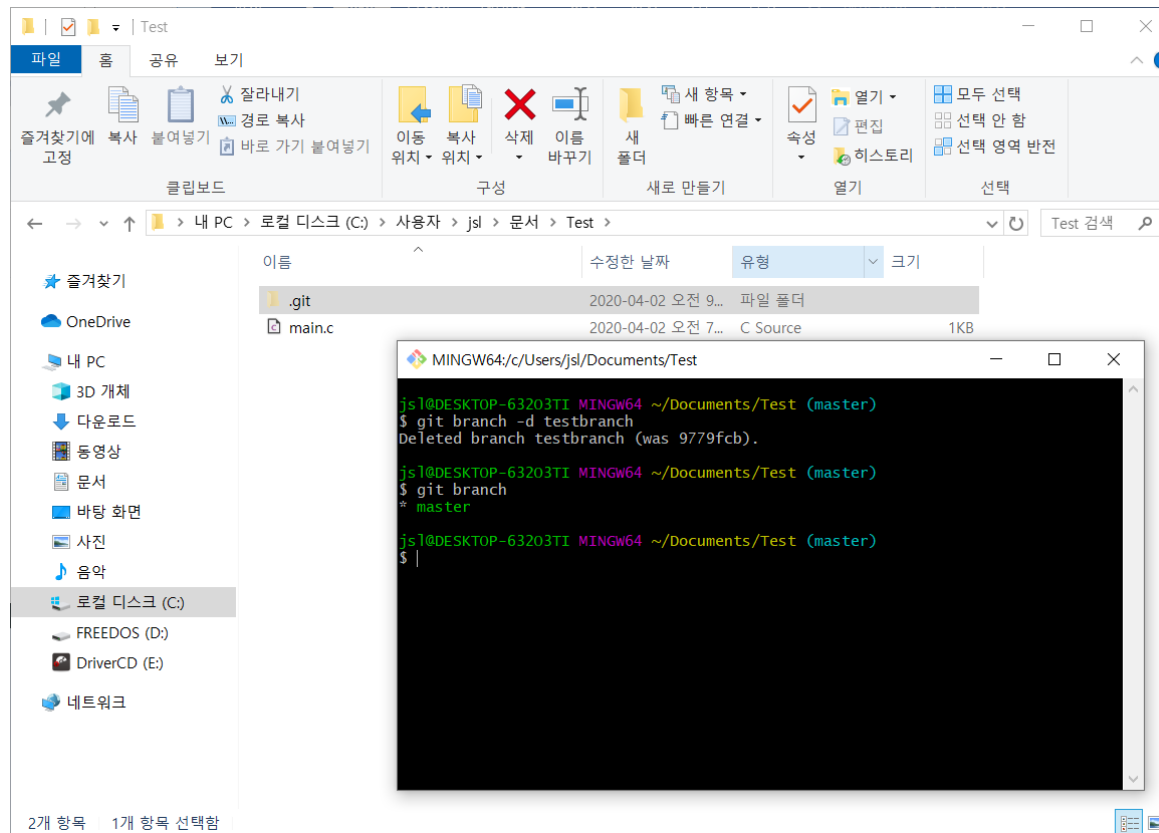 Test
파일 홈 공유 보기
즐겨찾기에 고정
복사
붙여넣기
잘라내기
경로 복사
바로 가기 붙여넣기
이동 위치
복사 위치
삭제
이름 바꾸기
새 폴더
새 항목
빠른 연결
속성
열기
편집
히스토리
모두 선택
선택 안 함
선택 영역 반전
클립보드 구성 새로 만들기 열기 선택
내 PC > 로컬 디스크 (C:) > 사용자 > jsl > 문서 > Test >
Test 검색
이름 수정한 날짜 유형 크기
.git 2020-04-02 오전 9... 파일 폴더
main.c 2020-04-02 오전 7... C Source 1KB
즐겨찾기
OneDrive
내 PC
3D 개체
다운로드
동영상
문서
바탕 화면
사진
음악
로컬 디스크 (C:)
FREEDOS (D:)
DriverCD (E:)
네트워크
MINGW64:/c/Users/jsl/Documents/Test
jsl@DESKTOP-632O3TI MINGW64 ~/Documents/Test (master)
$ git branch -d testbranch
Deleted branch testbranch (was 9779fcb).
jsl@DESKTOP-632O3TI MINGW64 ~/Documents/Test (master)
$ git branch
* master
jsl@DESKTOP-632O3TI MINGW64 ~/Documents/Test (master)
$
2개 항목 1개 항목 선택함